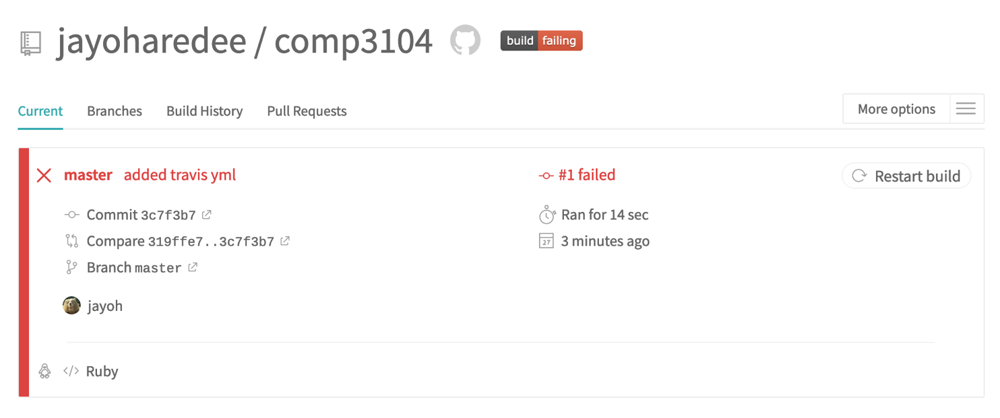 jayoharedee / comp3104 build failing
Current Branches Build History Pull Requests More options
master added travis yml #1 failed Restart build
Commit 3c7f3b7 Ran for 14 sec
Compare 319ffe7..3c7f3b7 27 3 minutes ago
Branch master
jayoh
</> Ruby